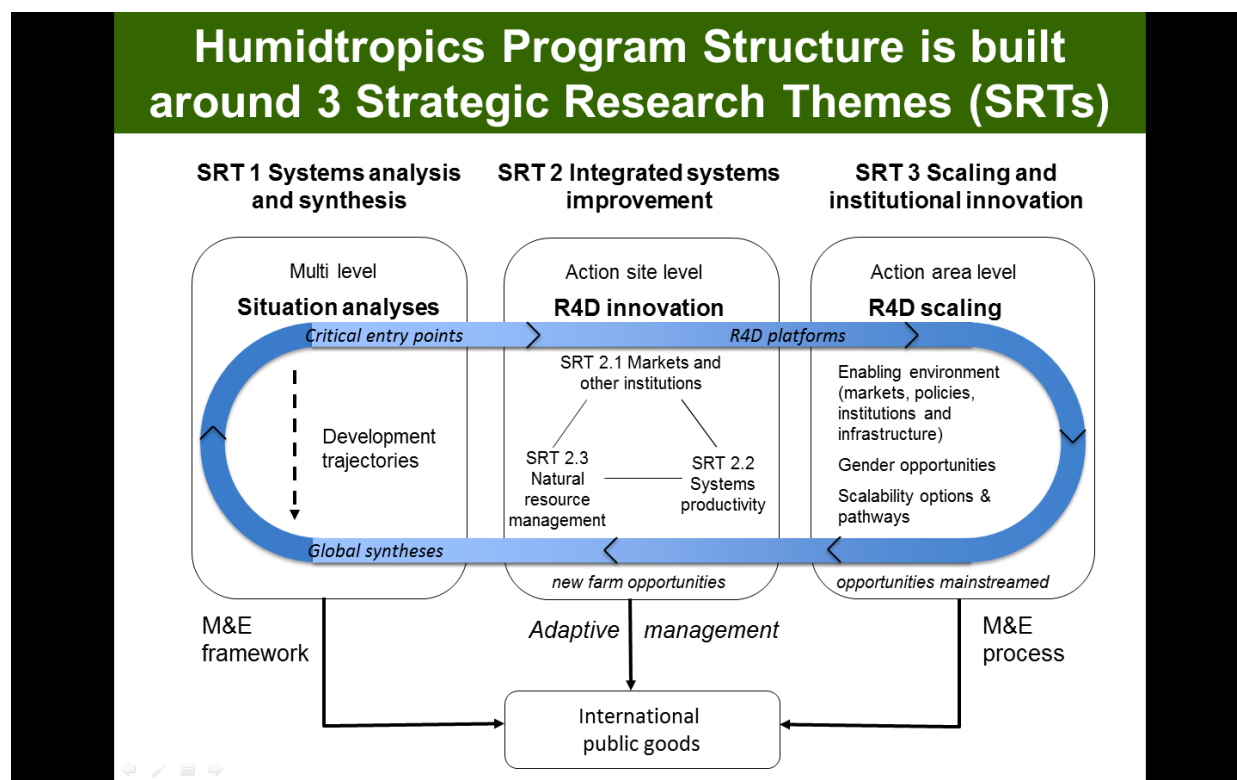 Humidtropics Program Structure is built
around 3 Strategic Research Themes (SRTs)
SRT 1 Systems analysis
and synthesis
SRT 2 Integrated systems
improvement
SRT 3 Scaling and
institutional innovation
Multi level
Situation analyses
Action site level
R4D innovation
Action area level
R4D scaling
Critical entry points
R4D platforms
Development
trajectories
SRT 2.1 Markets and
other institutions
SRT 2.3
Natural
resource
management
SRT 2.2
Systems
productivity
Enabling environment
(markets, policies,
institutions and
infrastructure)
Gender opportunities
Scalability options &
pathways
Global syntheses
new farm opportunities
opportunities mainstreamed
M&E
framework
Adaptive management
M&E
process
International
public goods